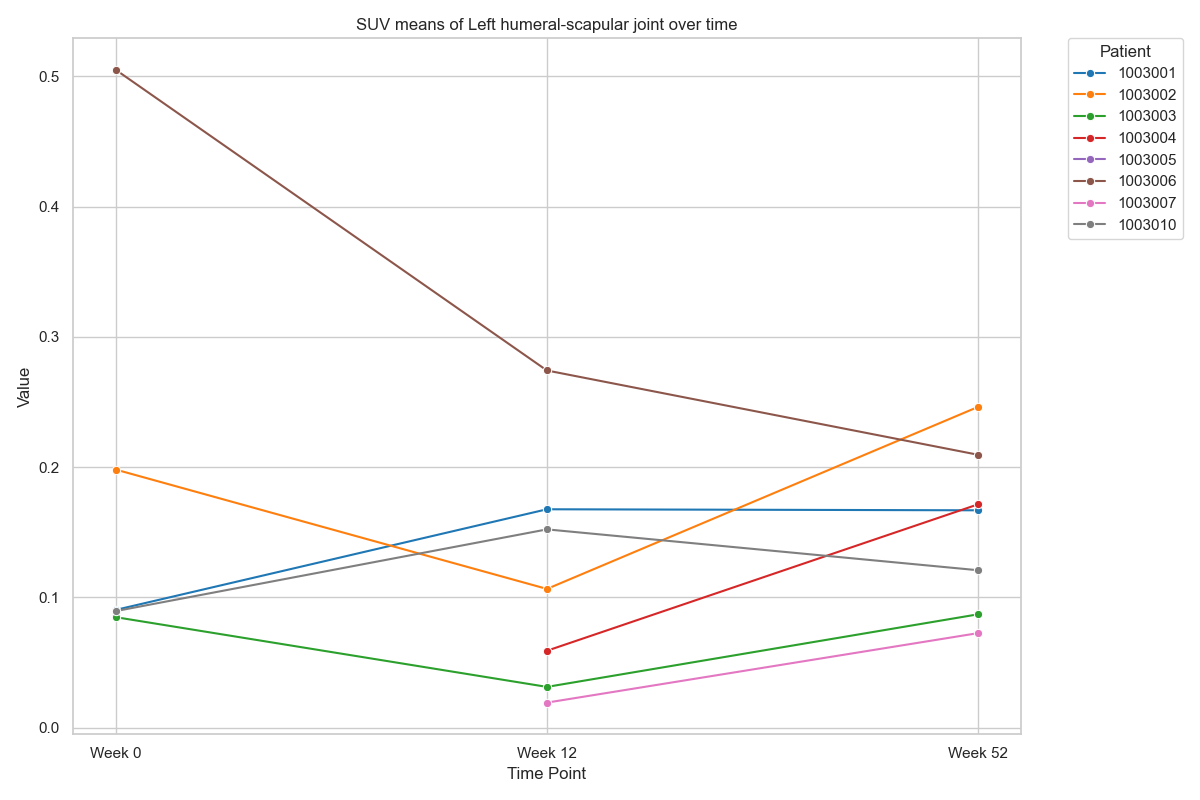 SUV means of Left humeral-scapular joint over time
Patient
1003001
1003002
1003003
1003004
1003005
1003006
1003007
1003010
Value
0.5
0.4
0.3
0.2
0.1
0.0
Week 0
Week 12
Week 52
Time Point